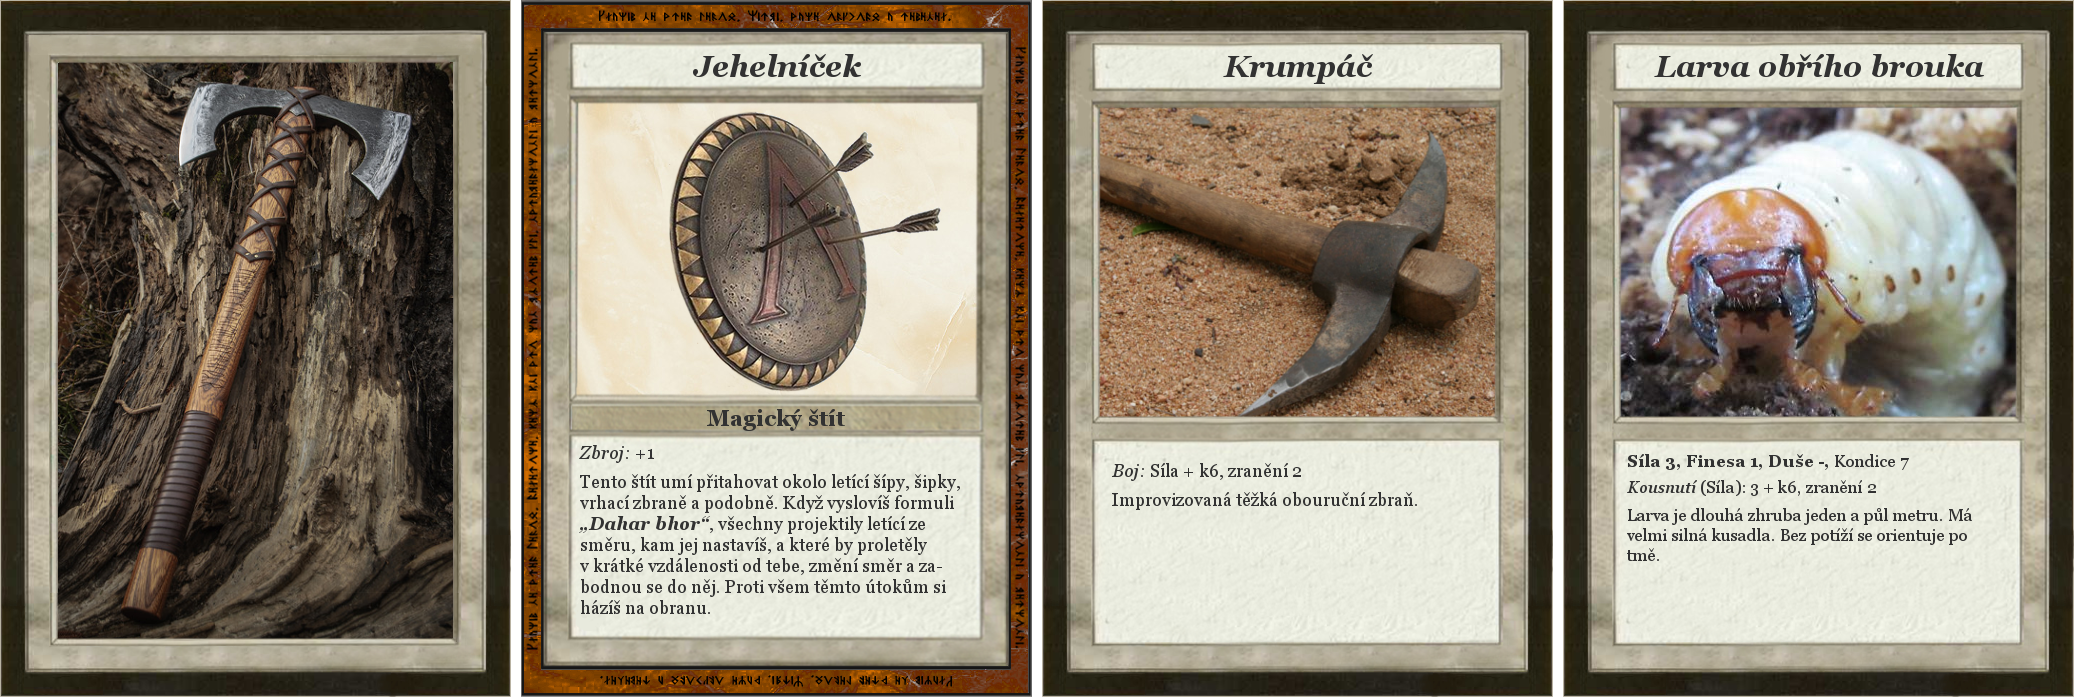 Jehelníček
Magický štít
Zbroj: +1
Tento štít umí přitahovat okolo letící šípy, šipky,
vrhací zbraně a podobně. Když vyslovíš formuli
„Dahar bhor“, všechny projektily letící ze
směru, kam jej nastavíš, a které by proletěly
v krátké vzdálenosti od tebe, změní směr a za-
bodnou se do něj. Proti všem těmto útokům si
házíš na obranu.
Krumpáč
Boj: Síla + k6, zranění 2
Improvizovaná těžká obouruční zbraň.
Larva obřího brouka
Síla 3, Finesa 1, Duše -, Kondice 7
Kousnutí (Síla): 3 + k6, zranění 2
Larva je dlouhá zhruba jeden a půl metru. Má
velmi silná kusadla. Bez potíží se orientuje po
tmě.